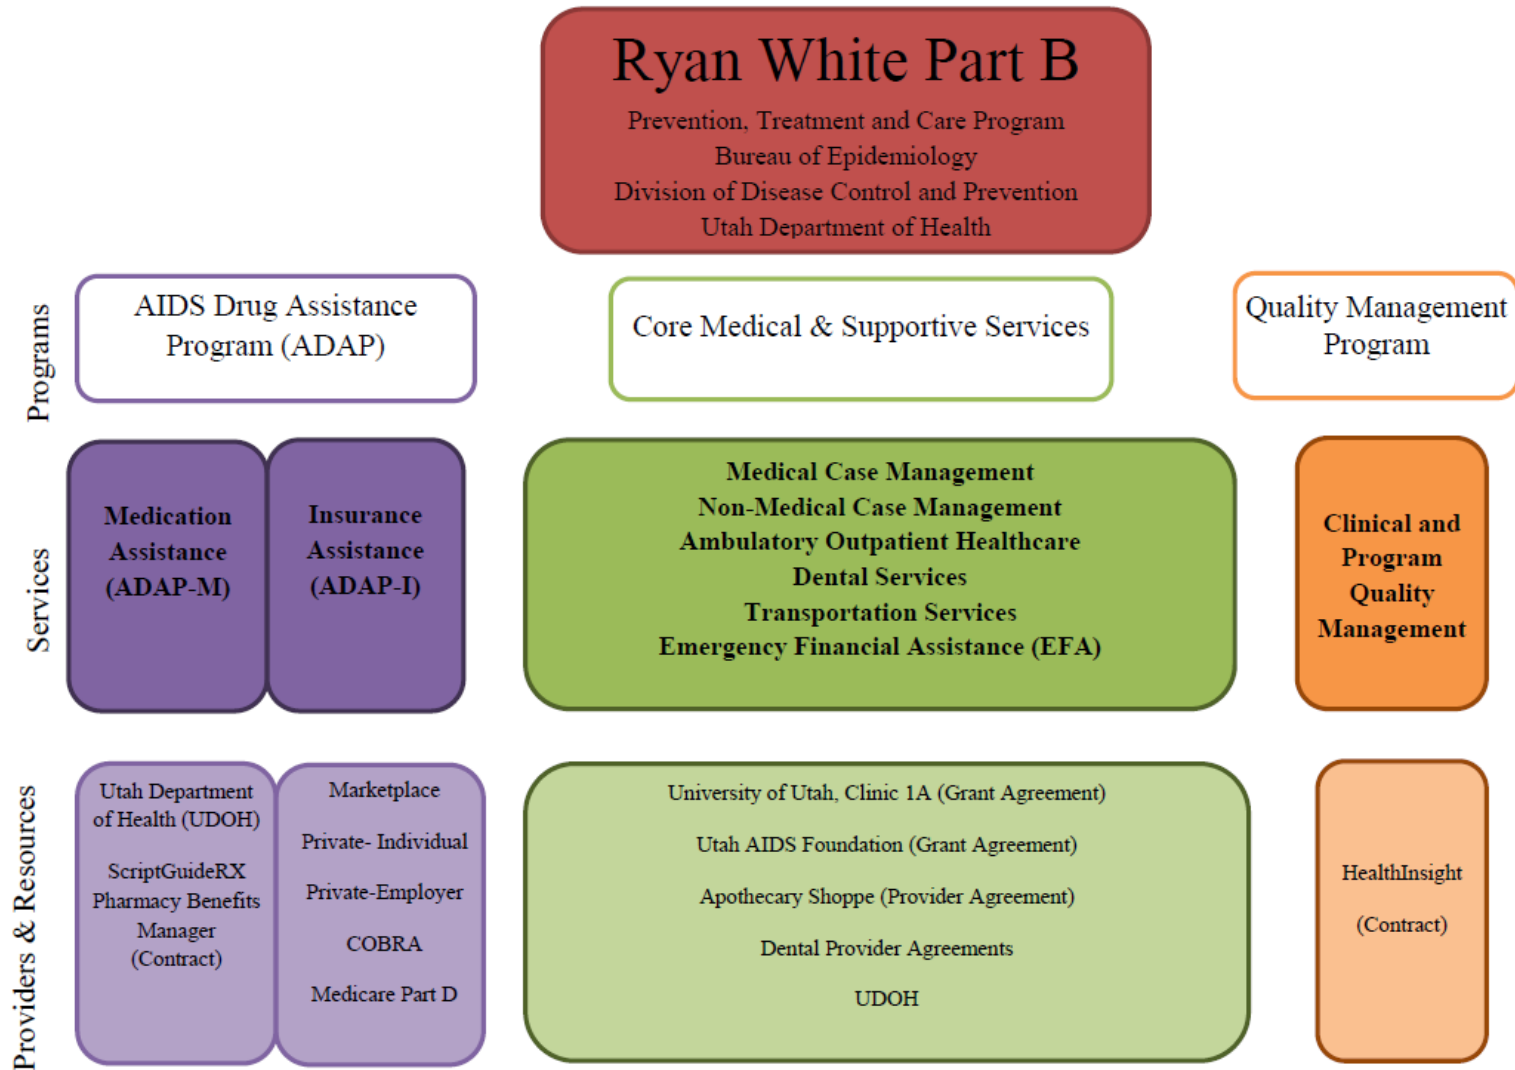 Ryan White Part B
Prevention, Treatment and Care Program
Bureau of Epidemiology
Division of Disease Control and Prevention
Utah Department of Health
Programs
AIDS Drug Assistance
Program (ADAP)
Core Medical & Supportive Services
Quality Management
Program
Services
Medication
Assistance
(ADAP-M)
Insurance
Assistance
(ADAP-I)
Medical Case Management
Non-Medical Case Management
Ambulatory Outpatient Healthcare
Dental Services
Transportation Services
Emergency Financial Assistance (EFA)
Clinical and
Program
Quality
Management
Providers & Resources
Utah Department
of Health (UDOH)
ScriptGuideRX
Pharmacy Benefits
Manager
(Contract)
Marketplace
Private- Individual
Private-Employer
COBRA
Medicare Part D
University of Utah, Clinic 1A (Grant Agreement)
Utah AIDS Foundation (Grant Agreement)
Apothecary Shoppe (Provider Agreement)
Dental Provider Agreements
UDOH
HealthInsight
(Contract)